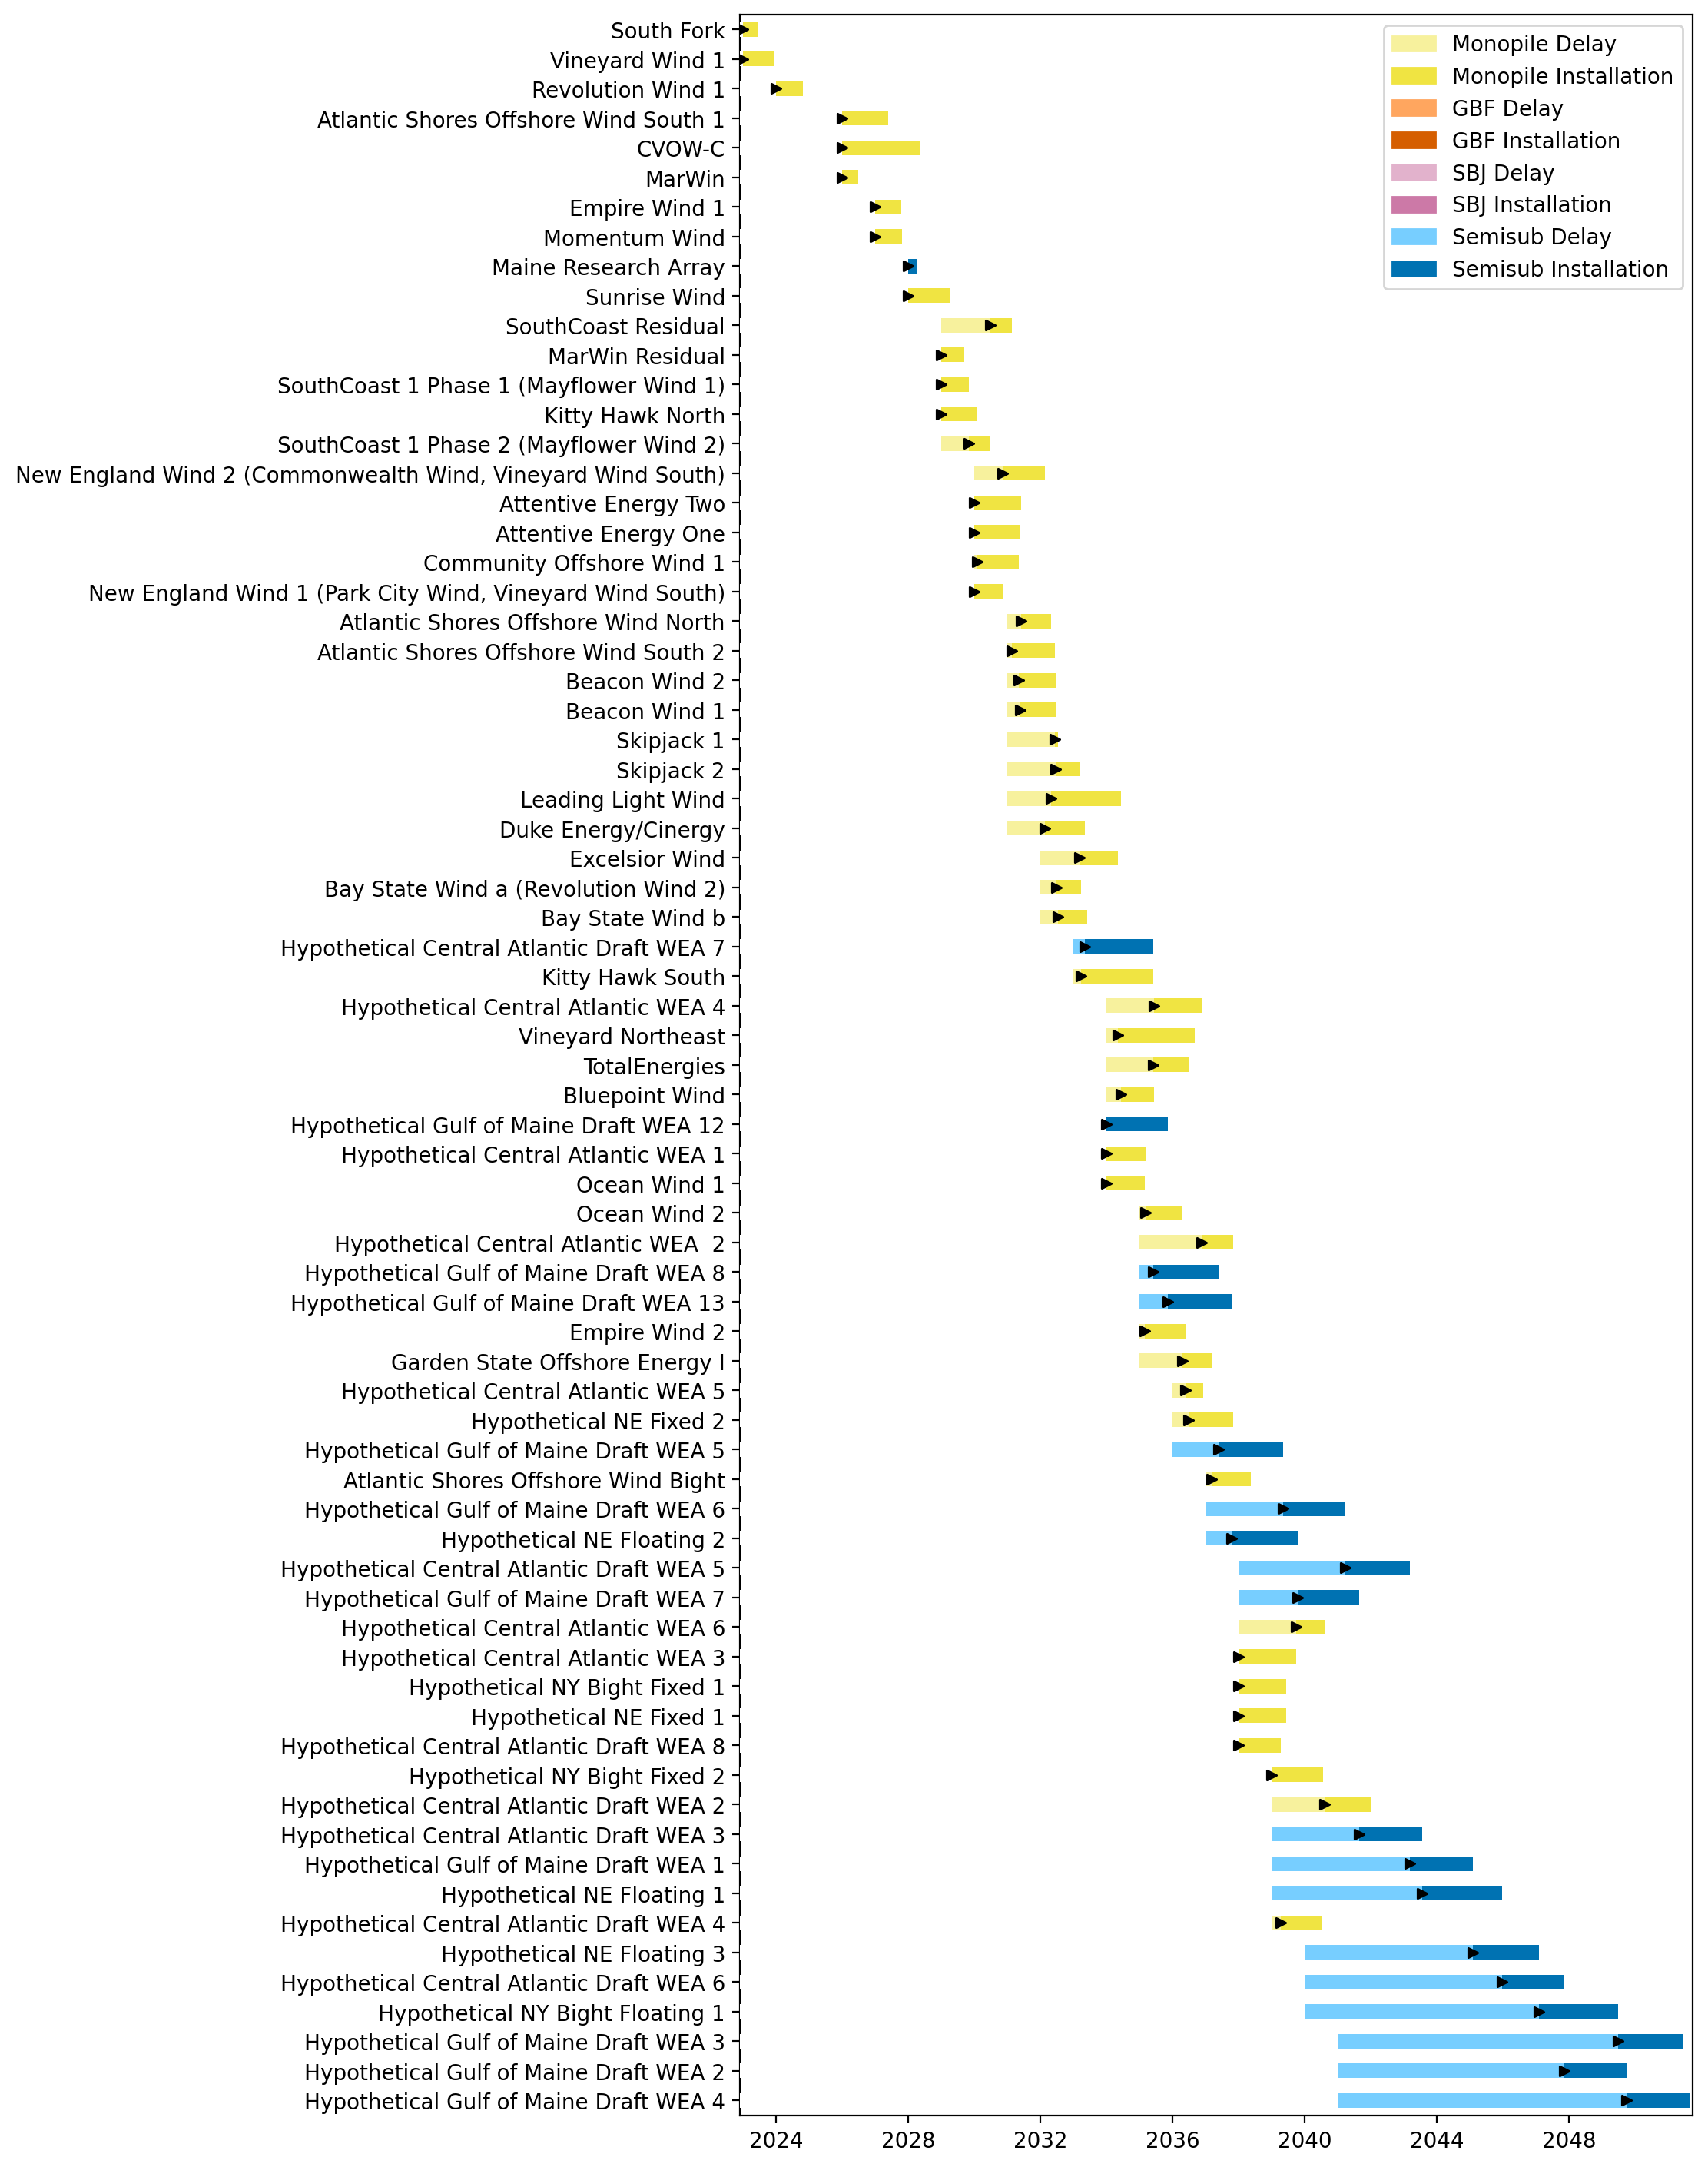 South Fork
Vineyard Wind 1
Revolution Wind 1
Atlantic Shores Offshore Wind South 1
CVOW-C
MarWin
Empire Wind 1
Momentum Wind
Maine Research Array
Sunrise Wind
SouthCoast Residual
MarWin Residual
SouthCoast 1 Phase 1 (Mayflower Wind 1)
Kitty Hawk North
SouthCoast 1 Phase 2 (Mayflower Wind 2)
New England Wind 2 (Commonwealth Wind, Vineyard Wind South)
Attentive Energy Two
Attentive Energy One
Community Offshore Wind 1
New England Wind 1 (Park City Wind, Vineyard Wind South)
Atlantic Shores Offshore Wind North
Atlantic Shores Offshore Wind South 2
Beacon Wind 2
Beacon Wind 1
Skipjack 1
Skipjack 2
Leading Light Wind
Duke Energy/Cinergy
Excelsior Wind
Bay State Wind a (Revolution Wind 2)
Bay State Wind b
Hypothetical Central Atlantic Draft WEA 7
Kitty Hawk South
Hypothetical Central Atlantic WEA 4
Vineyard Northeast
TotalEnergies
Bluepoint Wind
Hypothetical Gulf of Maine Draft WEA 12
Hypothetical Central Atlantic WEA 1
Ocean Wind 1
Ocean Wind 2
Hypothetical Central Atlantic WEA  2
Hypothetical Gulf of Maine Draft WEA 8
Hypothetical Gulf of Maine Draft WEA 13
Empire Wind 2
Garden State Offshore Energy I
Hypothetical Central Atlantic WEA 5
Hypothetical NE Fixed 2
Hypothetical Gulf of Maine Draft WEA 5
Atlantic Shores Offshore Wind Bight
Hypothetical Gulf of Maine Draft WEA 6
Hypothetical NE Floating 2
Hypothetical Central Atlantic Draft WEA 5
Hypothetical Gulf of Maine Draft WEA 7
Hypothetical Central Atlantic WEA 6
Hypothetical Central Atlantic WEA 3
Hypothetical NY Bight Fixed 1
Hypothetical NE Fixed 1
Hypothetical Central Atlantic Draft WEA 8
Hypothetical NY Bight Fixed 2
Hypothetical Central Atlantic Draft WEA 2
Hypothetical Central Atlantic Draft WEA 3
Hypothetical Gulf of Maine Draft WEA 1
Hypothetical NE Floating 1
Hypothetical Central Atlantic Draft WEA 4
Hypothetical NE Floating 3
Hypothetical Central Atlantic Draft WEA 6
Hypothetical NY Bight Floating 1
Hypothetical Gulf of Maine Draft WEA 3
Hypothetical Gulf of Maine Draft WEA 2
Hypothetical Gulf of Maine Draft WEA 4
Monopile Delay
Monopile Installation
GBF Delay
GBF Installation
SBJ Delay
SBJ Installation
Semisub Delay
Semisub Installation
2024 2028 2032 2036 2040 2044 2048